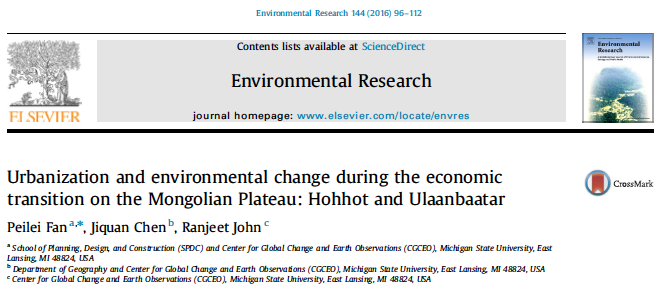 Environmental Research 144 (2016) 96–112
Contents lists available at ScienceDirect
Environmental Research
journal homepage: www.elsevier.com/locate/envres
ELSEVIER
Environmental
Research
Urbanization and environmental change during the economic
transition on the Mongolian Plateau: Hohhot and Ulaanbaatar
CrossMark
Peilei Fan a,*, Jiquan Chen b, Ranjeet John c
a School of Planning, Design, and Construction (SPDC) and Center for Global Change and Earth Observations (CGCEO), Michigan State University, East
Lansing, MI 48824, USA
b Department of Geography and Center for Global Change and Earth Observations (CGCEO), Michigan State University, East Lansing, MI 48824, USA
c Center for Global Change and Earth Observations (CGCEO), Michigan State University, East Lansing, MI 48824, USA